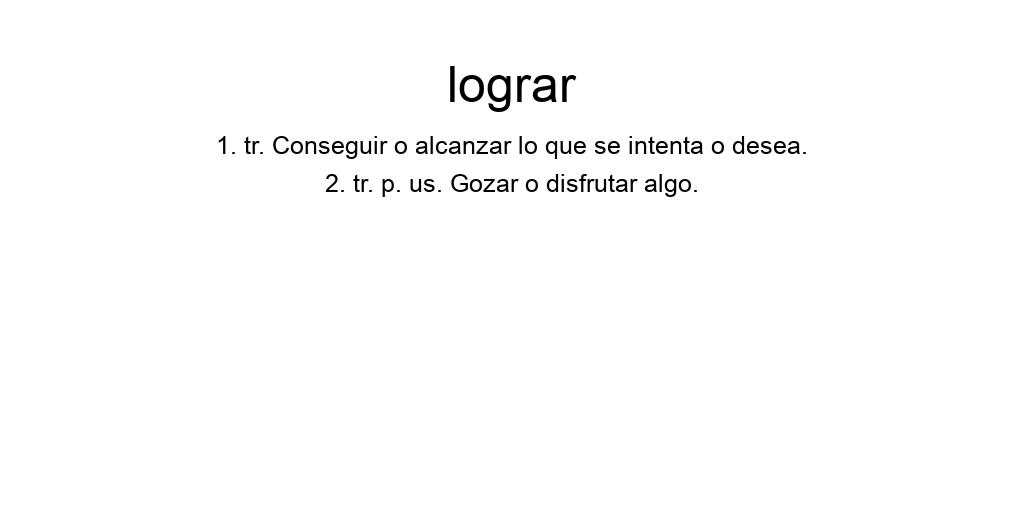 lograr
1. tr. Conseguir o alcanzar lo que se intenta o desea.
2. tr. p. us. Gozar o disfrutar algo.